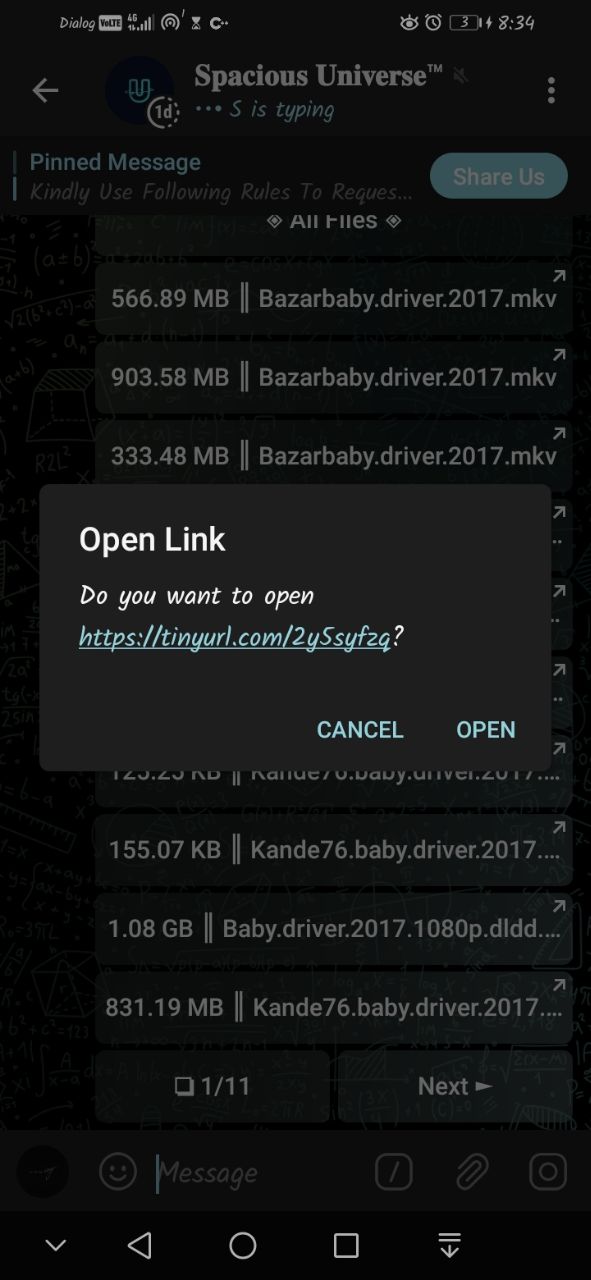 Dialog VoLTE 4G 3 8:34
Spacious Universe™
1d
S is typing
Pinned Message
Kindly Use Following Rules To Reques...
Share Us
◈ All Files ◈
566.89 MB ‖ Bazarbaby.driver.2017.mkv
903.58 MB ‖ Bazarbaby.driver.2017.mkv
333.48 MB ‖ Bazarbaby.driver.2017.mkv
Open Link
Do you want to open
https://tinyurl.com/2y5syfzq?
CANCEL OPEN
125.25 KB ‖ Kande76.baby.driver.2017....
155.07 KB ‖ Kande76.baby.driver.2017....
1.08 GB ‖ Baby.driver.2017.1080p.dldd....
831.19 MB ‖ Kande76.baby.driver.2017....
❏ 1/11 Next ►
Message